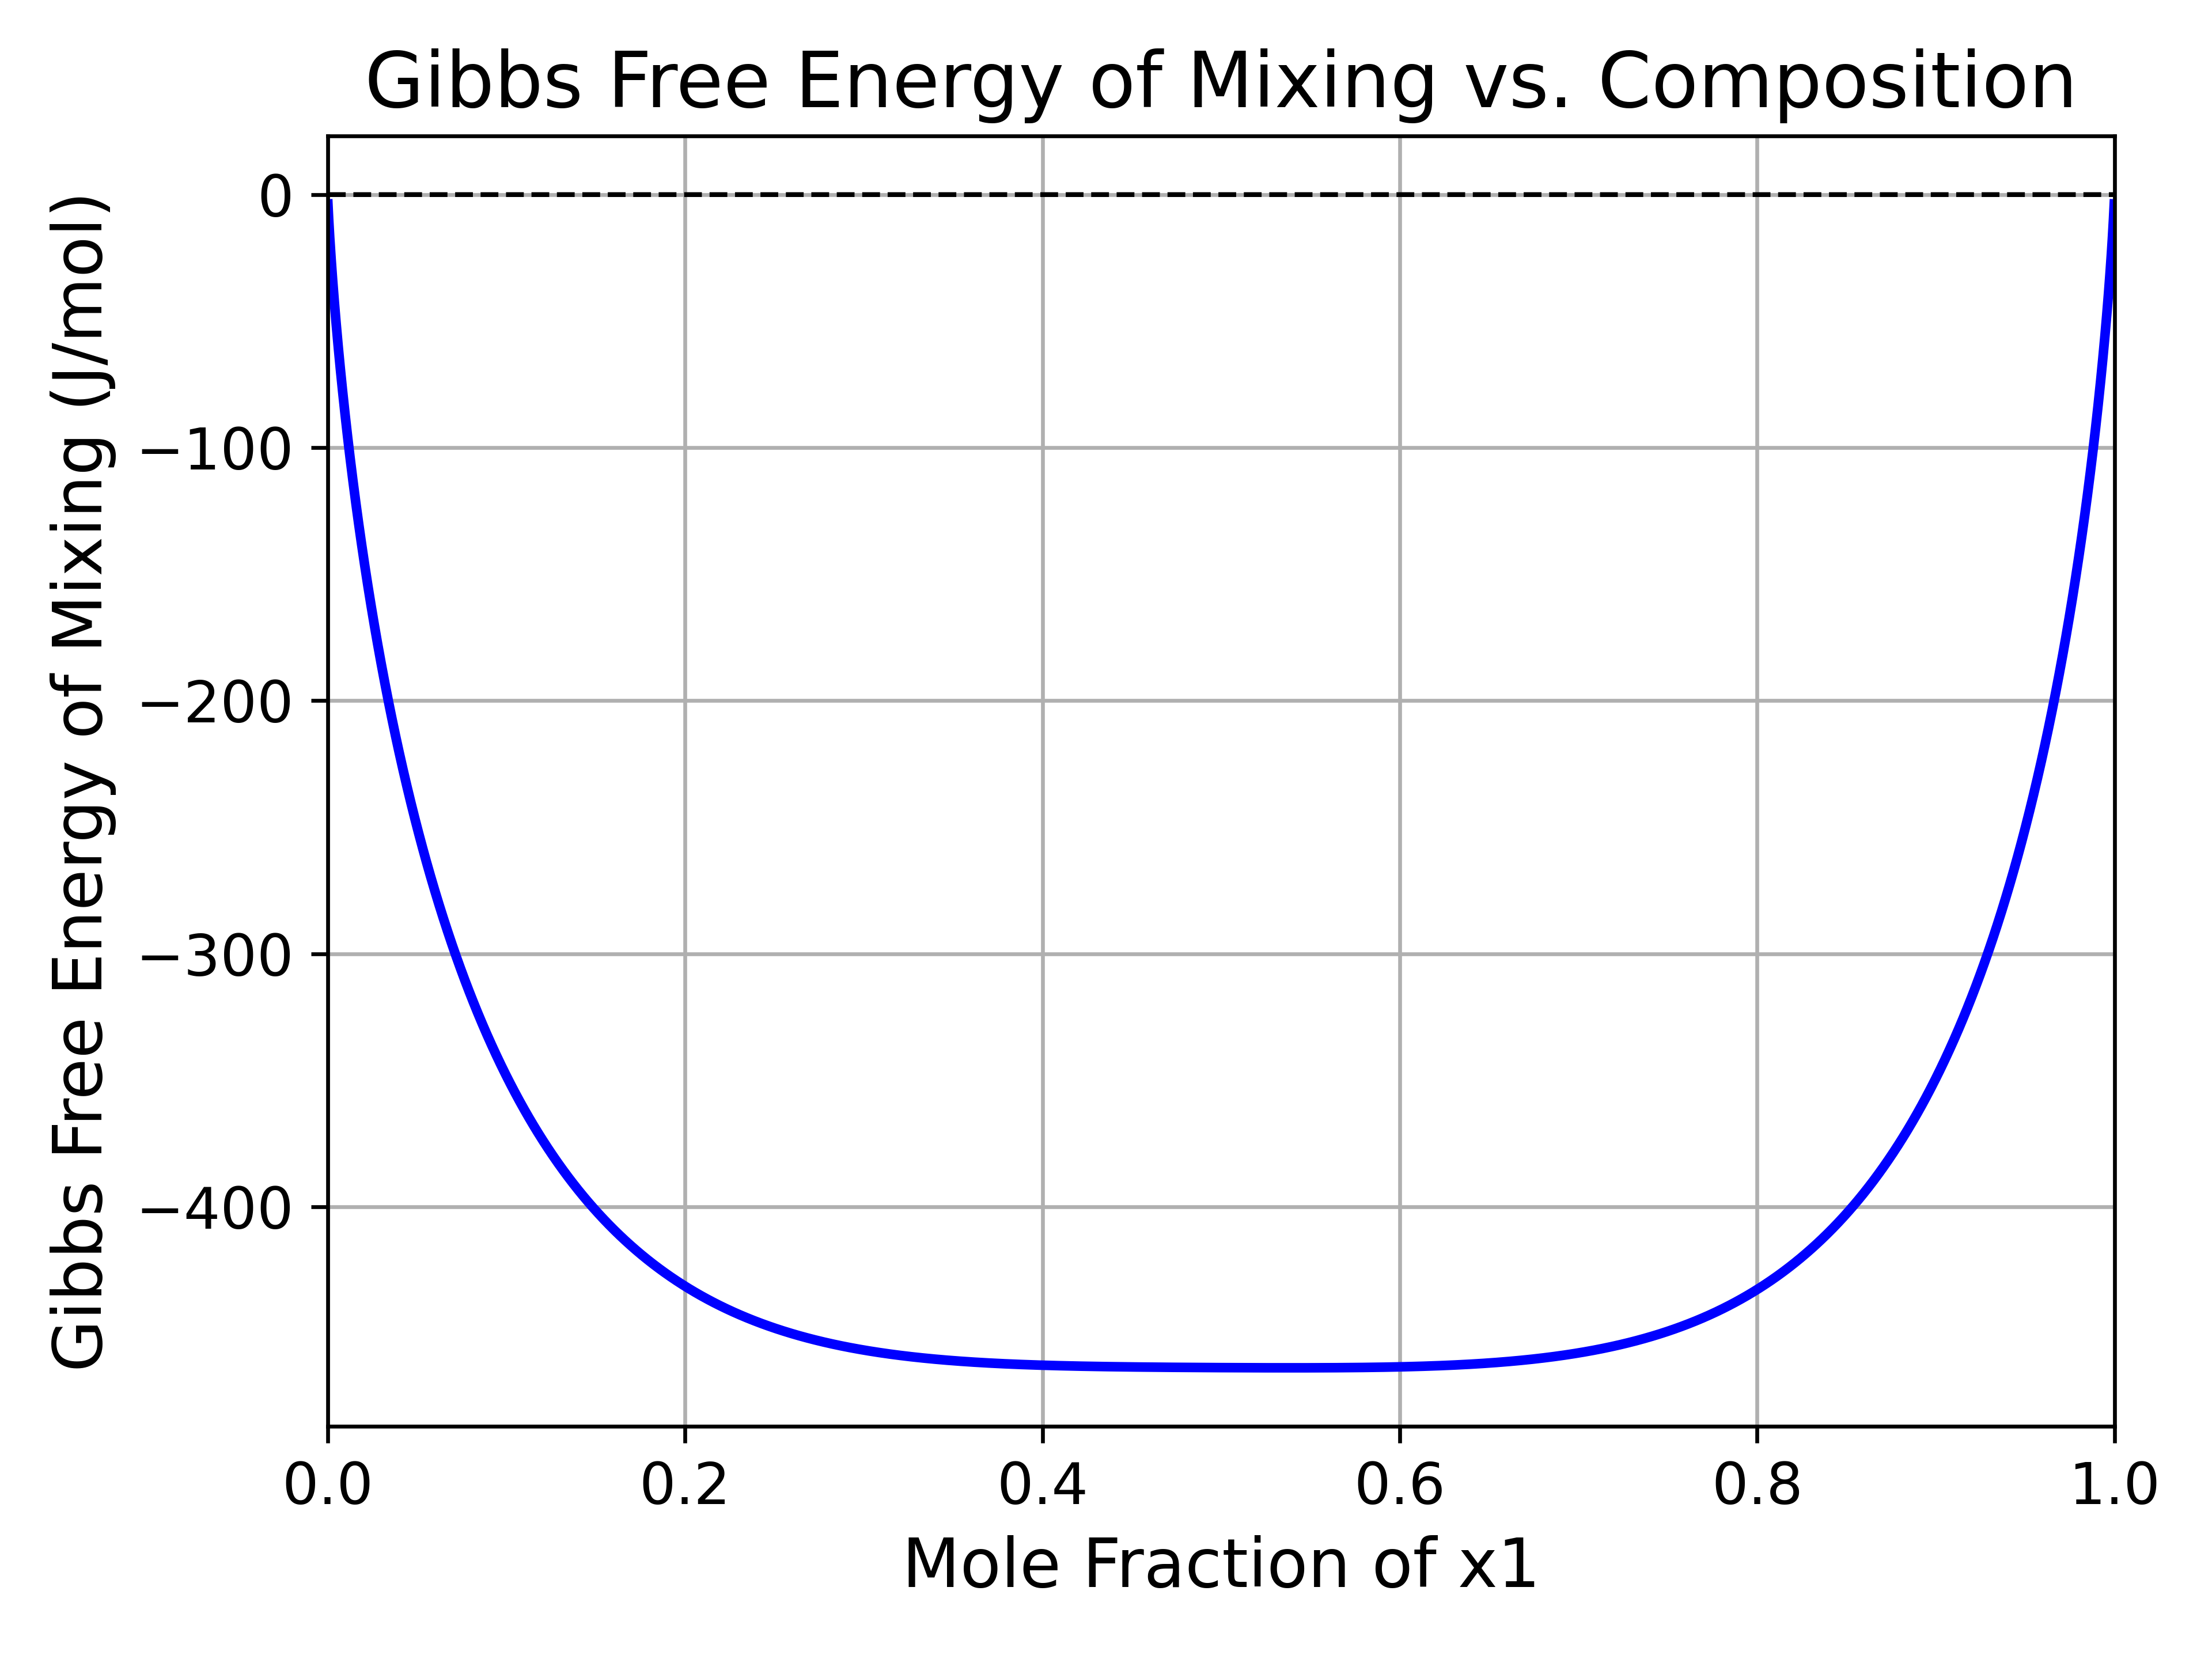 Gibbs Free Energy of Mixing vs. Composition
Gibbs Free Energy of Mixing (J/mol)
0
−100
−200
−300
−400
0.0 0.2 0.4 0.6 0.8 1.0
Mole Fraction of x1